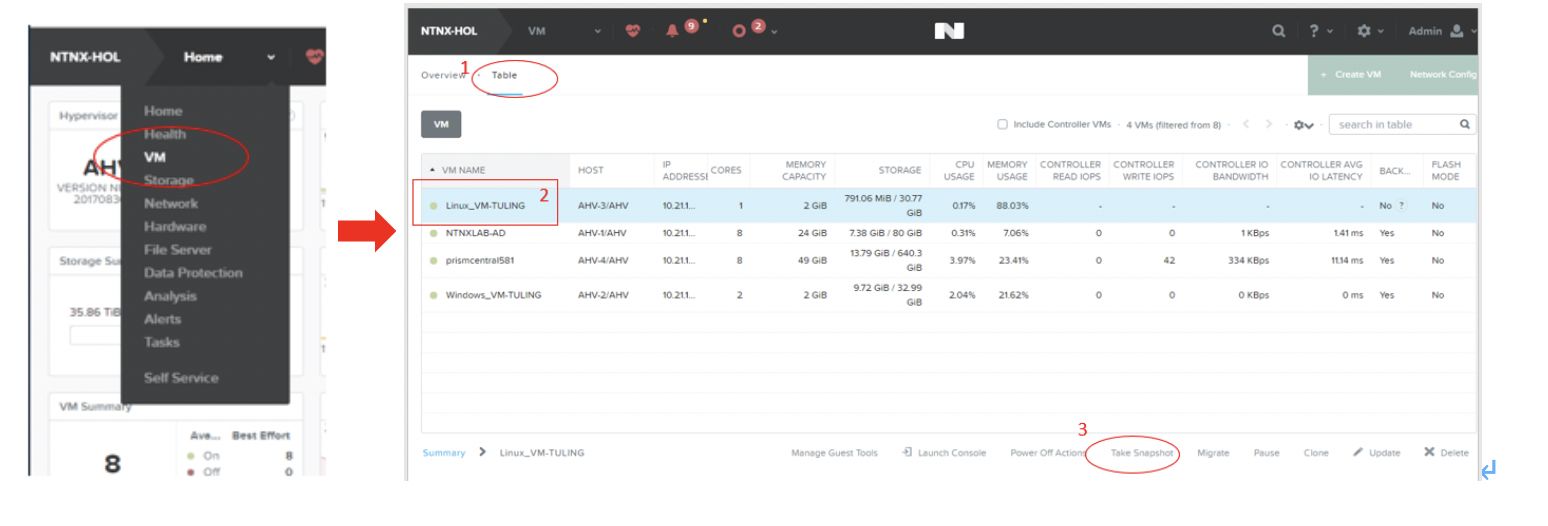 NTNX-HOL Home
Hypervisor
AHV
VERSION
2017083
Storage
35.86 TiB
VM Summary
8
Ave... Best Effort
On 8
Off 0
Home
Health
VM
Storage
Network
Hardware
File Server
Data Protection
Analysis
Alerts
Tasks
Self Service
NTNX-HOL VM 9 2 N ? Admin
1
Overview · Table + Create VM Network Config
VM Include Controller VMs · 4 VMs (filtered from 8) · < > · · search in table
VM NAME HOST IP ADDRESSE CORES MEMORY CAPACITY STORAGE CPU USAGE MEMORY USAGE CONTROLLER READ IOPS CONTROLLER WRITE IOPS CONTROLLER IO BANDWIDTH CONTROLLER AVG IO LATENCY BACK... FLASH MODE
2
Linux_VM-TULING AHV-3/AHV 10.21.1... 1 2 GiB 791.06 MiB / 30.77 GiB 0.17% 88.03% - - - - No ? No
NTNXLAB-AD AHV-1/AHV 10.21.1... 8 24 GiB 7.38 GiB / 80 GiB 0.31% 7.06% 0 0 1 KBps 1.41 ms Yes No
prismcentral581 AHV-4/AHV 10.21.1... 8 49 GiB 13.79 GiB / 640.3 GiB 3.97% 23.41% 0 42 334 KBps 11.14 ms Yes No
Windows_VM-TULING AHV-2/AHV 10.21.1... 2 2 GiB 9.72 GiB / 32.99 GiB 2.04% 21.62% 0 0 0 KBps 0 ms Yes No
3
Summary > Linux_VM-TULING Manage Guest Tools Launch Console Power Off Actions Take Snapshot Migrate Pause Clone Update Delete